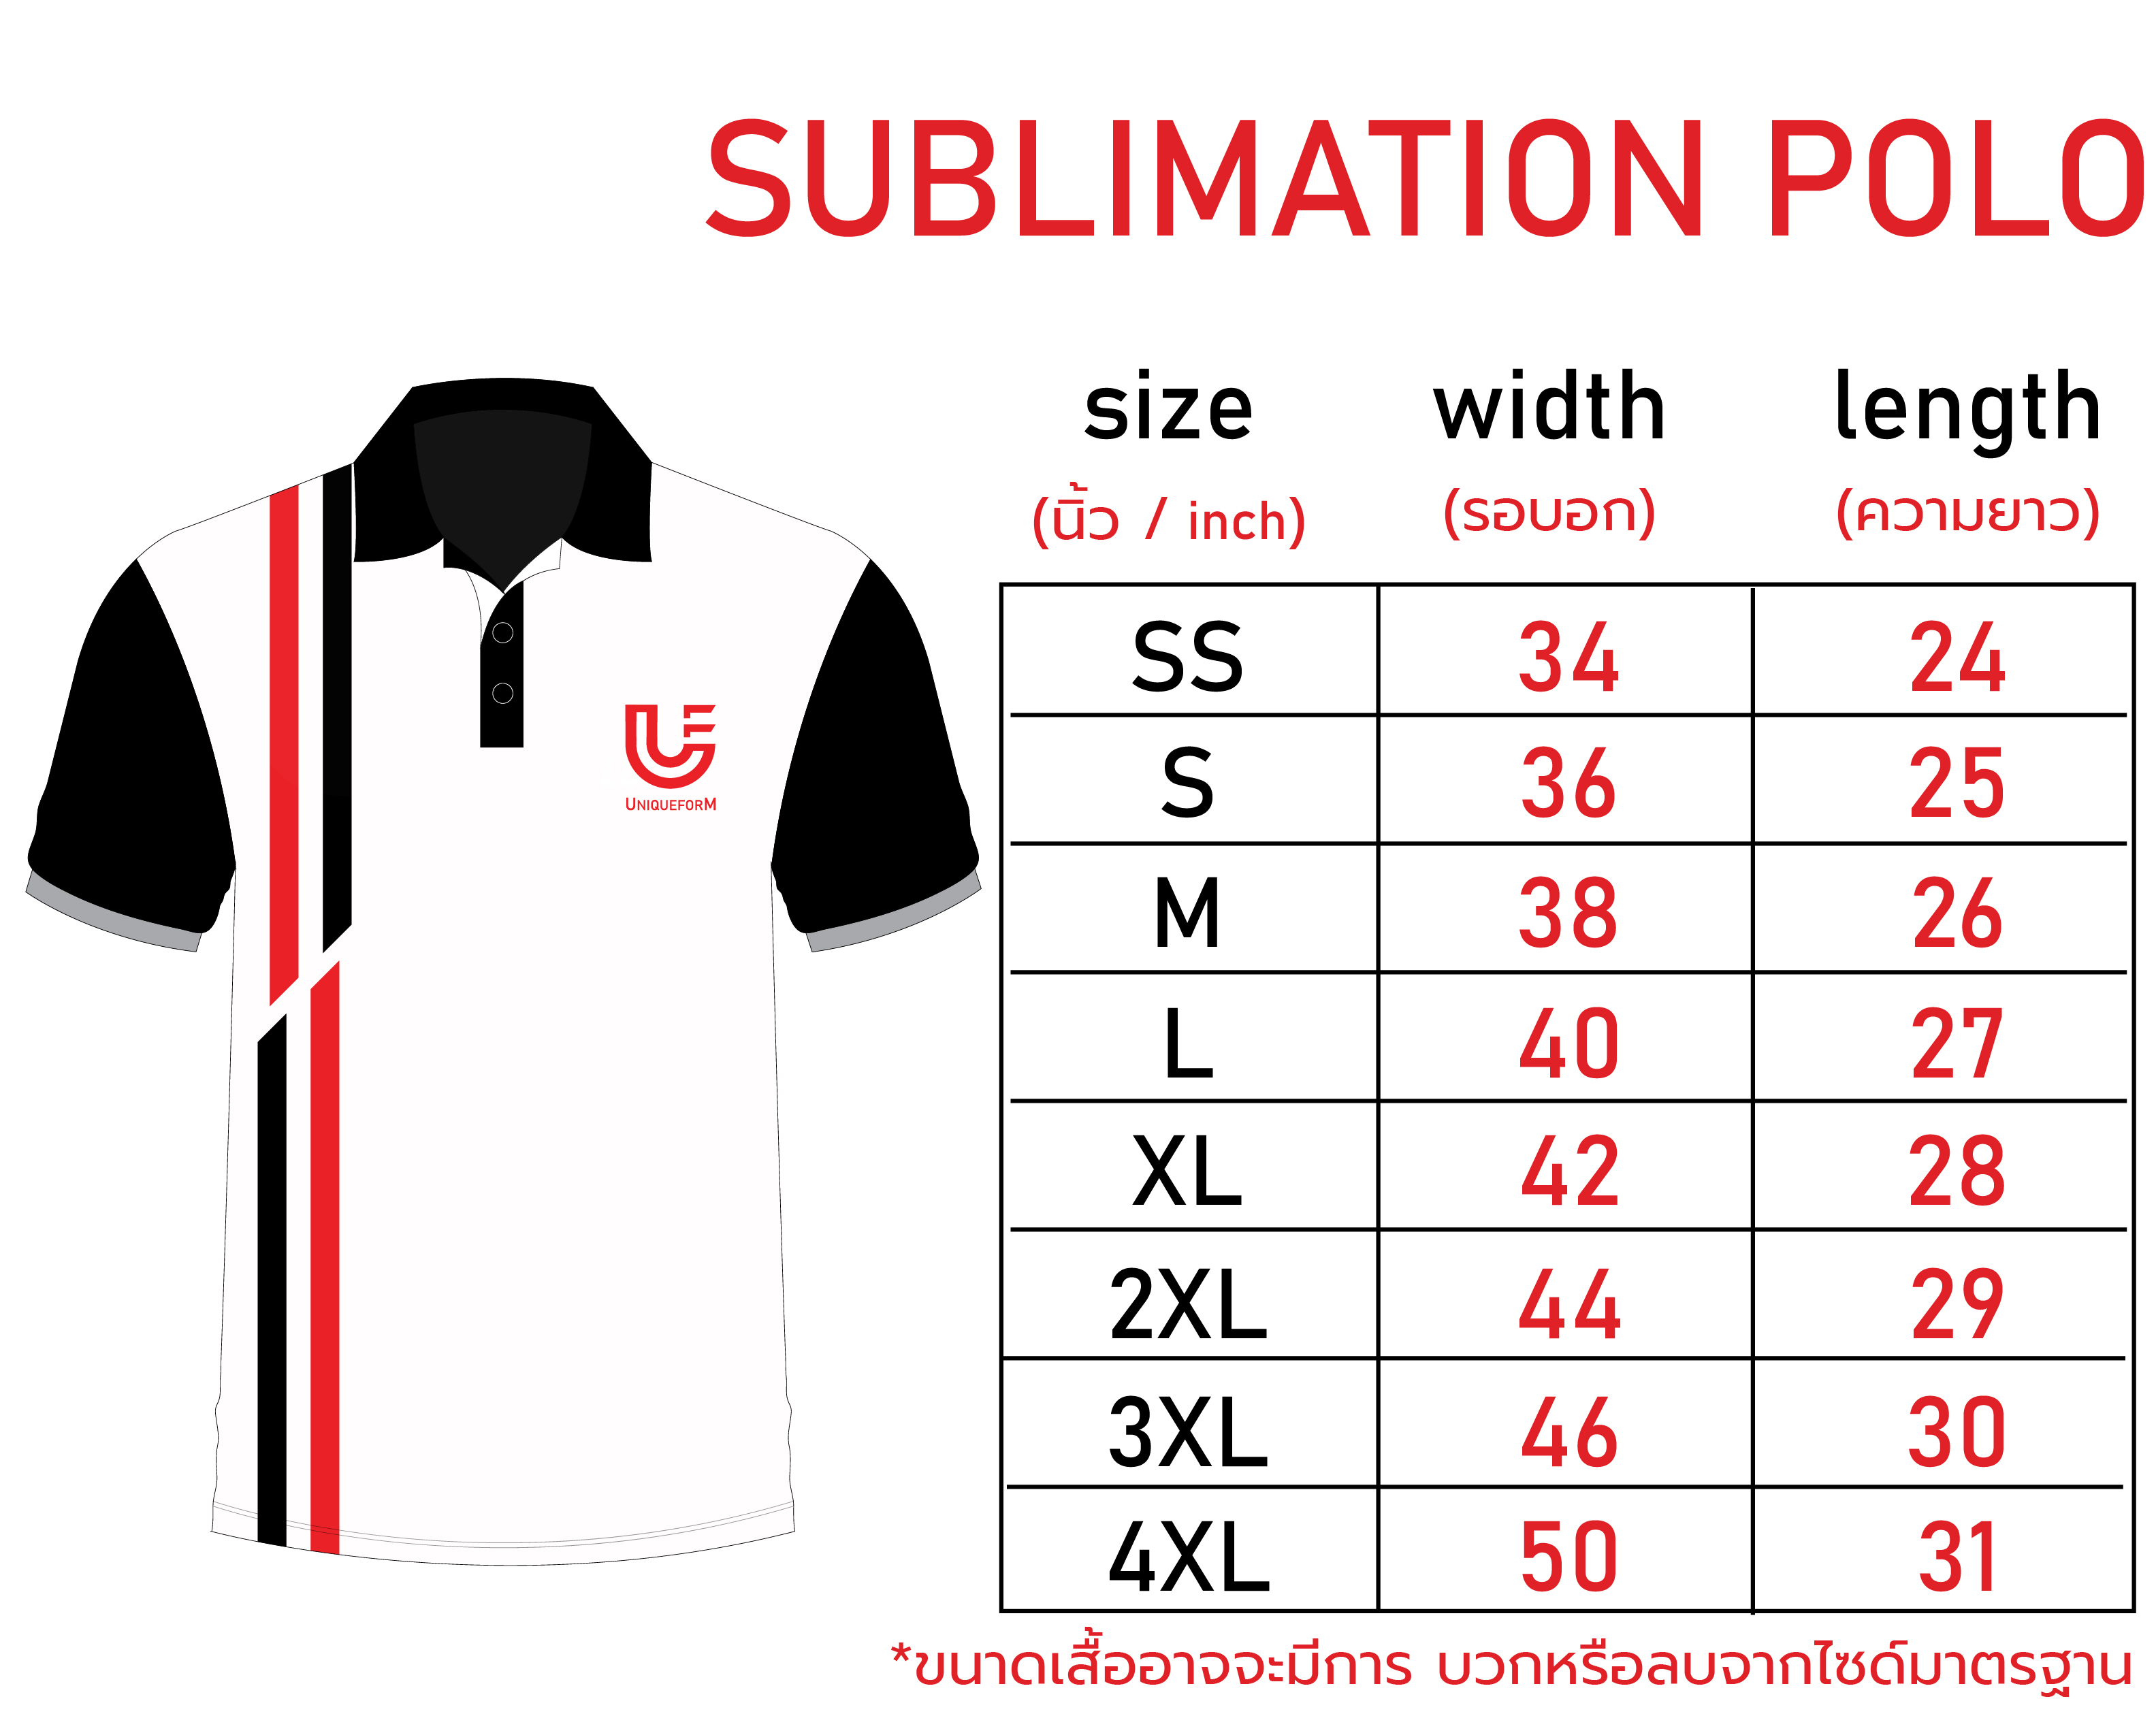 SUBLIMATION POLO
size width length
(นิ้ว / inch) (รอบอก) (ความยาว)
SS 34 24
S 36 25
M 38 26
L 40 27
XL 42 28
2XL 44 29
3XL 46 30
4XL 50 31
*ขนาดเสื้ออาจจะมีการ บวกหรือลบจากไซด์มาตรฐาน
UNIQUEFORM